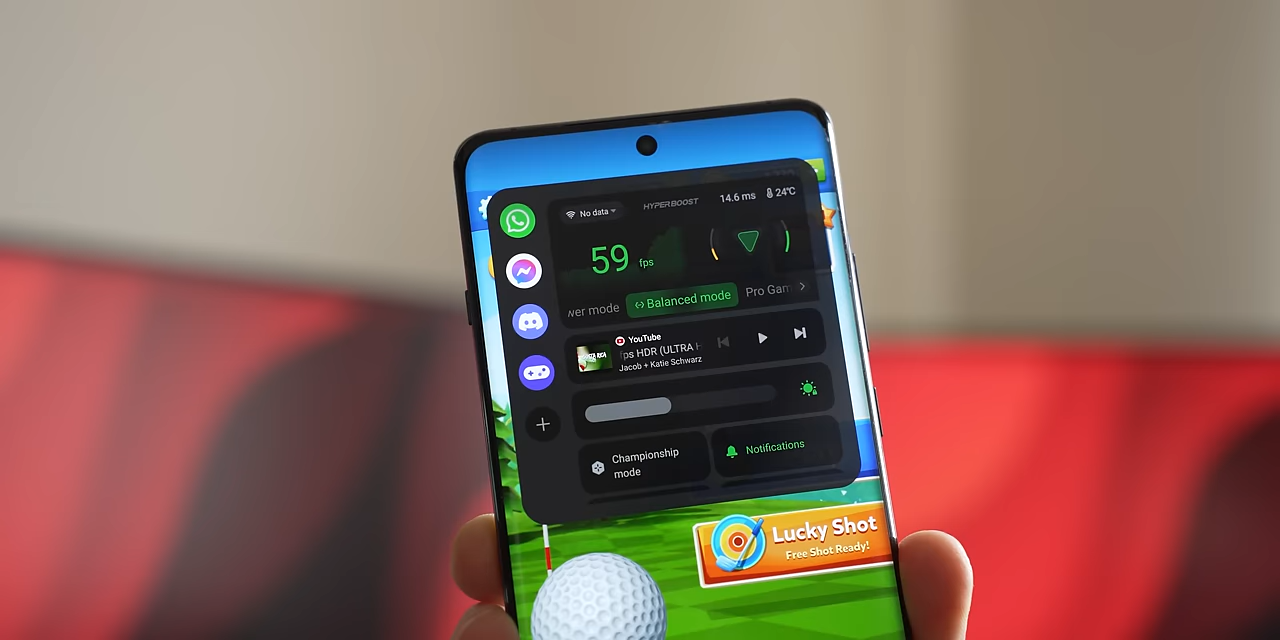 No data
HYPERBOOST
14.6 ms
24°C
59 fps
wer mode
Balanced mode
Pro Gam
YouTube
fps HDR (ULTRA H
Jacob + Katie Schwarz
Championship
mode
Notifications
Lucky Shot
Free Shot Ready!